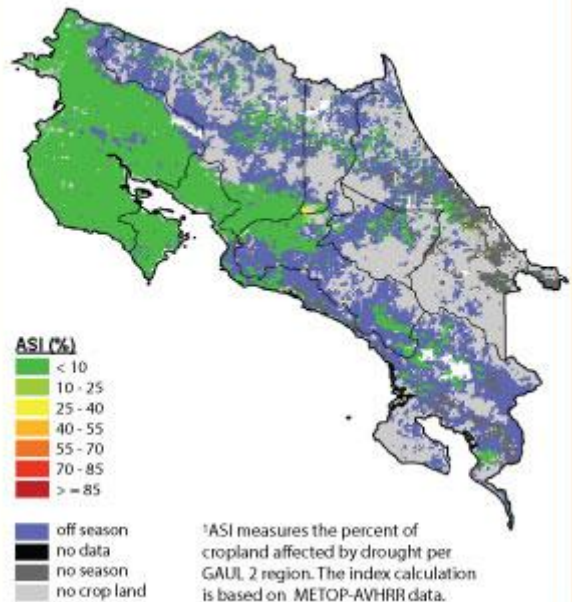 ASI (%)
< 10
10 - 25
25 - 40
40 - 55
55 - 70
70 - 85
> = 85
off season
no data
no season
no crop land
¹ASI measures the percent of
cropland affected by drought per
GAUL 2 region. The index calculation
is based on METOP-AVHRR data.